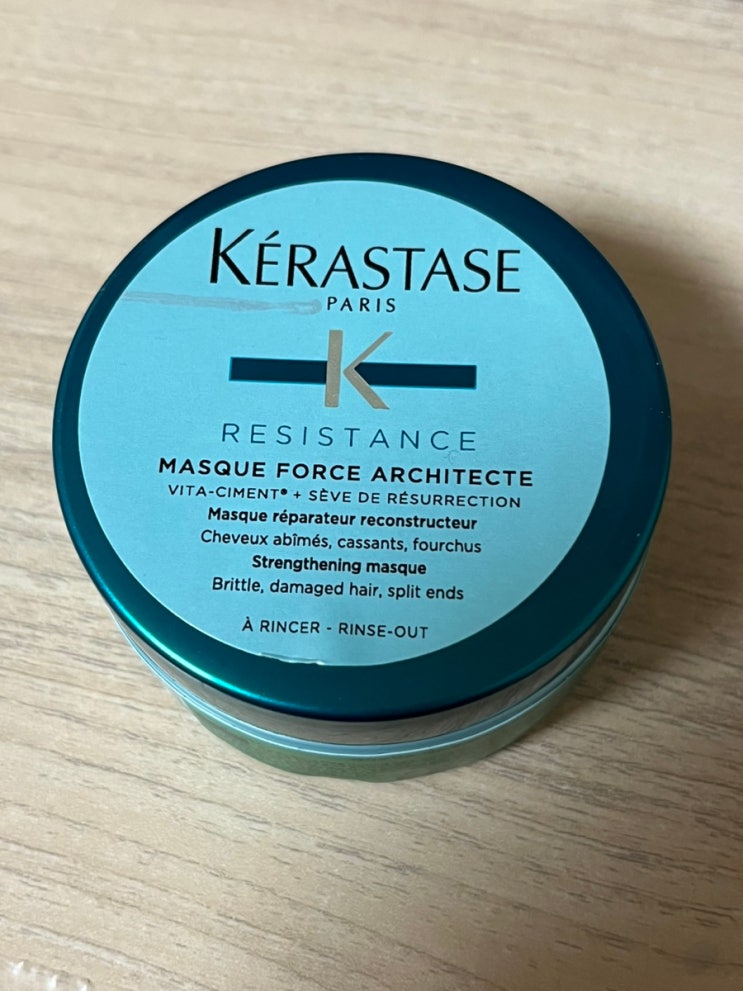 KÉRASTASE
PARIS
K
RESISTANCE
MASQUE FORCE ARCHITECTE
VITA-CIMENT® + SÈVE DE RÉSURRECTION
Masque réparateur reconstructeur
Cheveux abîmés, cassants, fourchus
Strengthening masque
Brittle, damaged hair, split ends
À RINCER - RINSE-OUT